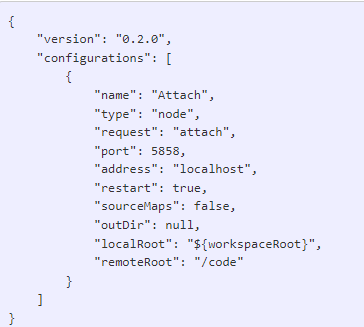 {
    "version": "0.2.0",
    "configurations": [
        {
            "name": "Attach",
            "type": "node",
            "request": "attach",
            "port": 5858,
            "address": "localhost",
            "restart": true,
            "sourceMaps": false,
            "outDir": null,
            "localRoot": "${workspaceRoot}",
            "remoteRoot": "/code"
        }
    ]
}